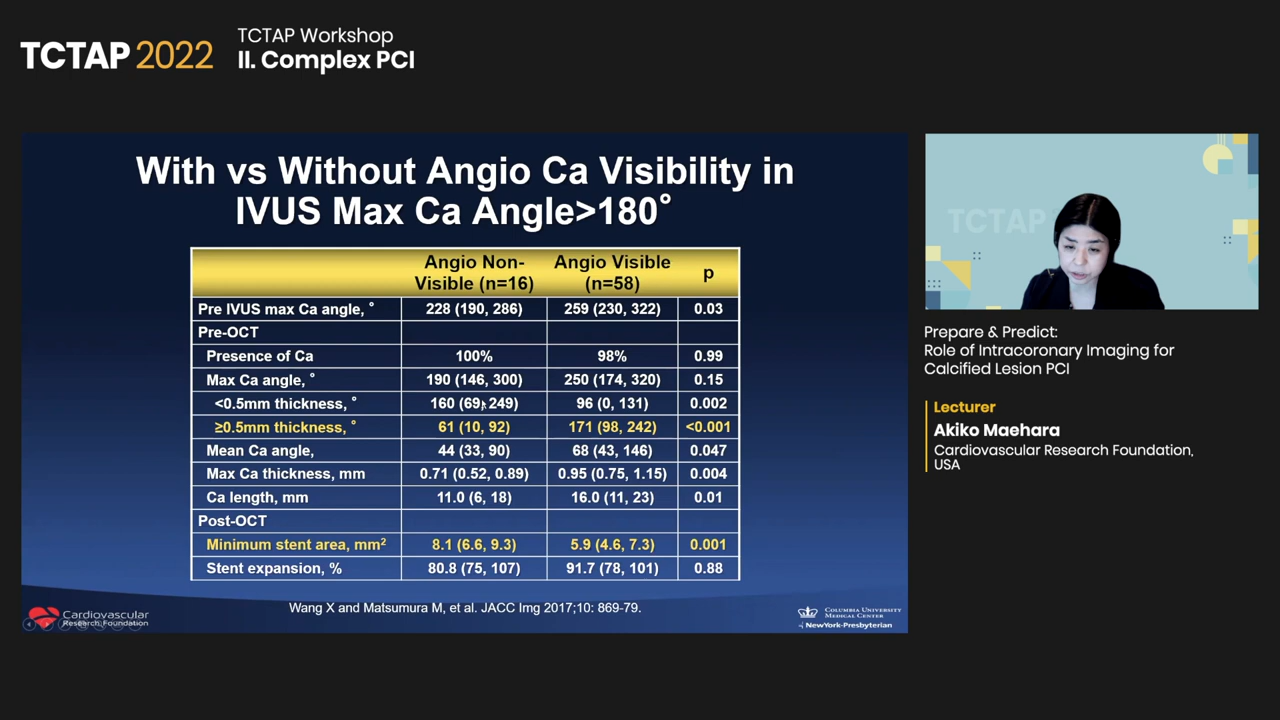 TCTAP 2022
TCTAP Workshop
II. Complex PCI
With vs Without Angio Ca Visibility in
IVUS Max Ca Angle>180°
Angio Non-Visible (n=16) Angio Visible (n=58) p
Pre IVUS max Ca angle, ° 228 (190, 286) 259 (230, 322) 0.03
Pre-OCT
Presence of Ca 100% 98% 0.99
Max Ca angle, ° 190 (146, 300) 250 (174, 320) 0.15
<0.5mm thickness, ° 160 (69, 249) 96 (0, 131) 0.002
≥0.5mm thickness, ° 61 (10, 92) 171 (98, 242) <0.001
Mean Ca angle, 44 (33, 90) 68 (43, 146) 0.047
Max Ca thickness, mm 0.71 (0.52, 0.89) 0.95 (0.75, 1.15) 0.004
Ca length, mm 11.0 (6, 18) 16.0 (11, 23) 0.01
Post-OCT
Minimum stent area, mm² 8.1 (6.6, 9.3) 5.9 (4.6, 7.3) 0.001
Stent expansion, % 80.8 (75, 107) 91.7 (78, 101) 0.88
Wang X and Matsumura M, et al. JACC Img 2017;10: 869-79.
Cardiovascular
Research Foundation
COLUMBIA UNIVERSITY
MEDICAL CENTER
NewYork-Presbyterian
TCTAP
Prepare & Predict:
Role of Intracoronary Imaging for
Calcified Lesion PCI
Lecturer
Akiko Maehara
Cardiovascular Research Foundation,
USA